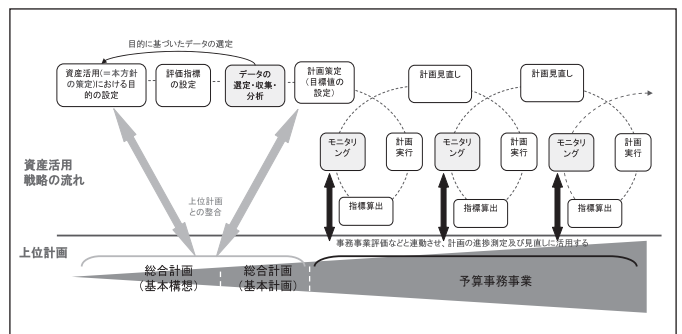 目的に基づいたデータの選定
資産活用(=本方針
の策定)における目
的の設定
評価指標
の設定
データの
選定・収集・
分析
計画策定
(目標値の
設定)
計画見直し
計画見直し
モニタリ
ング
計画
実行
モニタリ
ング
計画
実行
モニタリ
ング
計画
実行
指標算出
指標算出
指標算出
資産活用
戦略の流れ
上位計画
との整合
上位計画
事務事業評価などと連動させ、計画の進捗測定及び見直しに活用する
総合計画
(基本構想)
総合計画
(基本計画)
予算事務事業